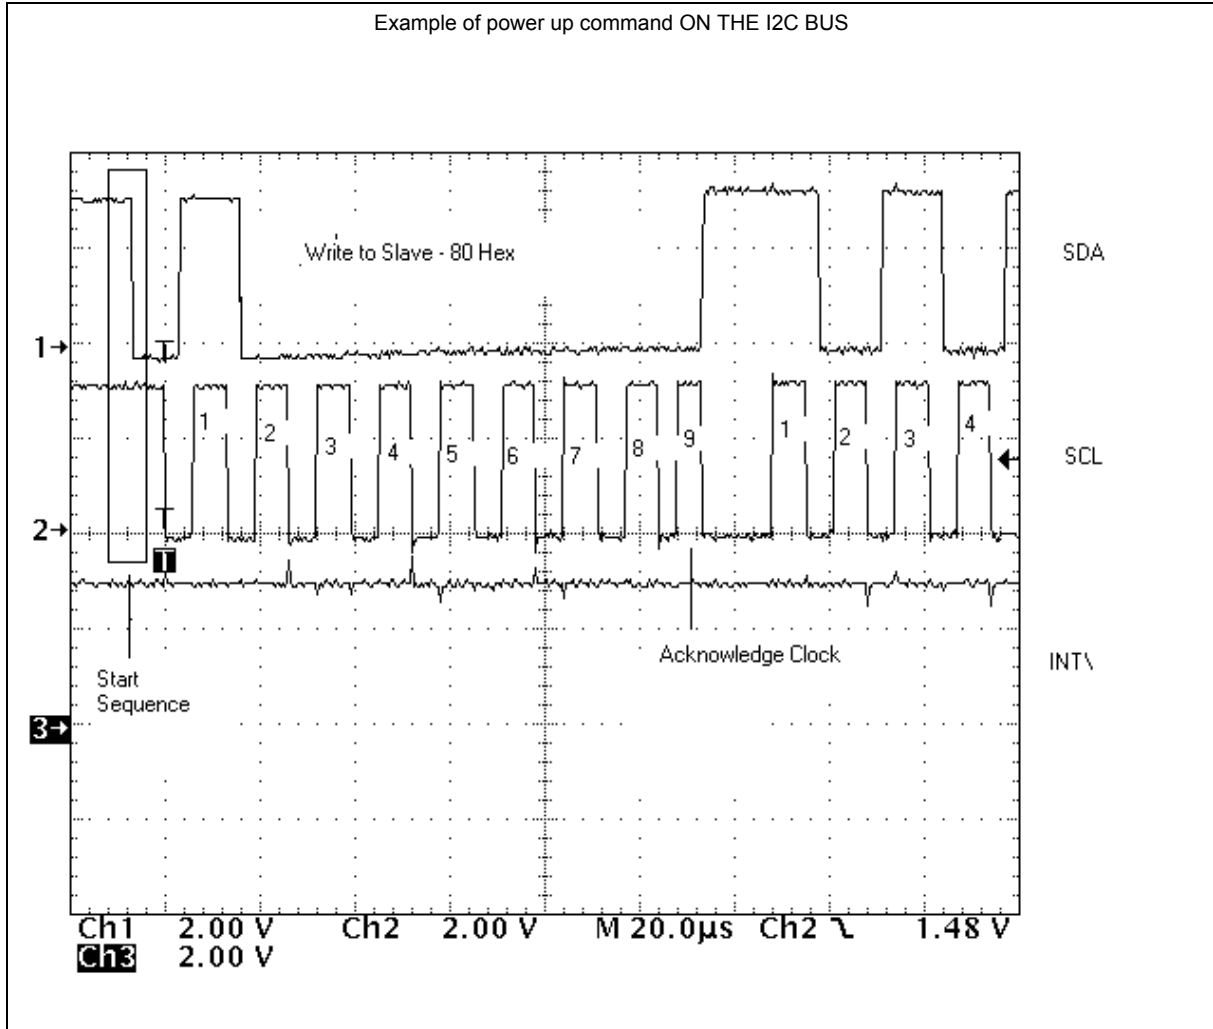 Example of power up command ON THE I2C BUS
Write to Slave - 80 Hex
SDA
1
1 2 3 4 5 6 7 8 9 1 2 3 4
SCL
2
T
Acknowledge Clock
INT\
Start
Sequence
3
Ch1 2.00 V Ch2 2.00 V M 20.0µs Ch2 1.48 V
Ch3 2.00 V